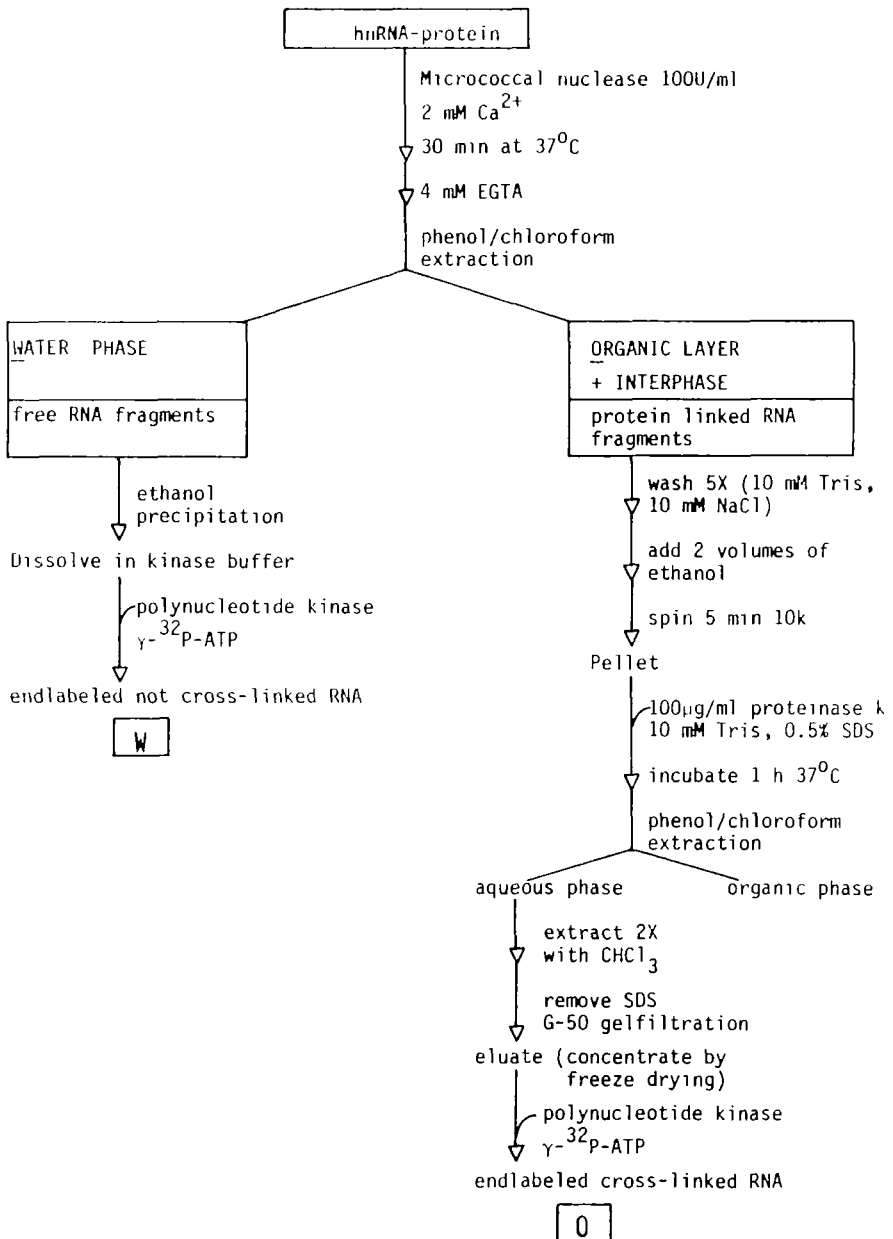 hnRNA-protein
Micrococcal nuclease 100U/ml
2 mM Ca2+
30 min at 37OC
4 mM EGTA
phenol/chloroform
extraction
WATER PHASE
free RNA fragments
ethanol
precipitation
Dissolve in kinase buffer
polynucleotide kinase
γ-32P-ATP
endlabeled not cross-linked RNA
W
ORGANIC LAYER
+ INTERPHASE
protein linked RNA
fragments
wash 5X (10 mM Tris,
10 mM NaCl)
add 2 volumes of
ethanol
spin 5 min 10k
Pellet
100μg/ml proteinase k
10 mM Tris, 0.5% SDS
incubate 1 h 37OC
phenol/chloroform
extraction
aqueous phase
organic phase
extract 2X
with CHCl3
remove SDS
G-50 gelfiltration
eluate (concentrate by
freeze drying)
polynucleotide kinase
γ-32P-ATP
endlabeled cross-linked RNA
O